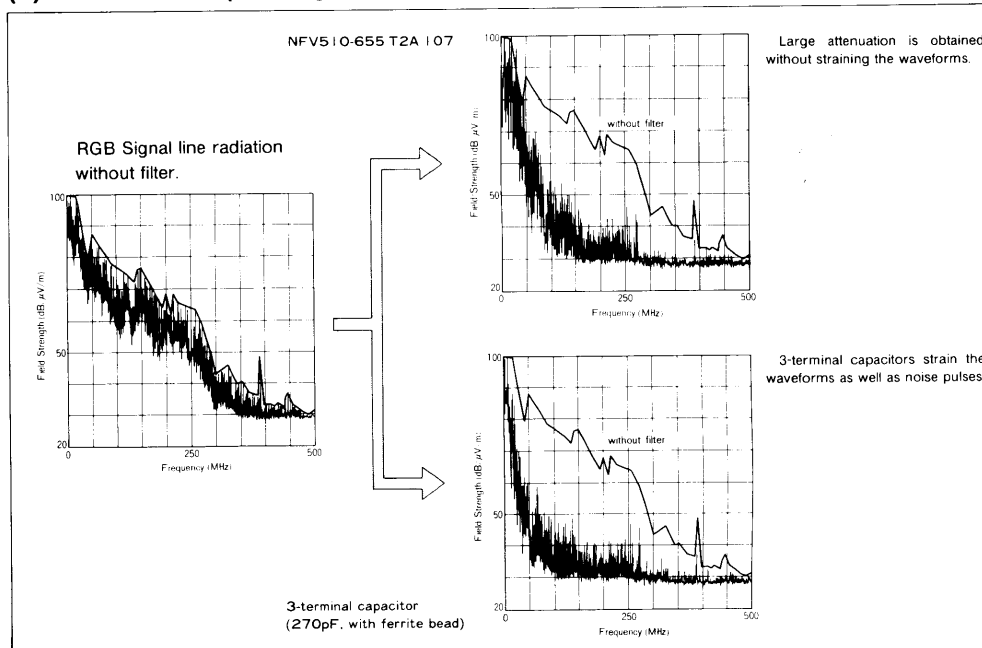 NFV510-655 T2A 107
Large attenuation is obtained
without straining the waveforms.
RGB Signal line radiation
without filter.
100
50
20
0
250
500
Field Strength (dB. μV/m)
Frequency (MHz)
100
50
20
0
250
500
Field Strength (dB. μV/m)
Frequency (MHz)
without filter
3-terminal capacitors strain the
waveforms as well as noise pulses
100
50
20
0
250
500
Field Strength (dB. μV/m)
Frequency (MHz)
without filter
3-terminal capacitor
(270pF. with ferrite bead)